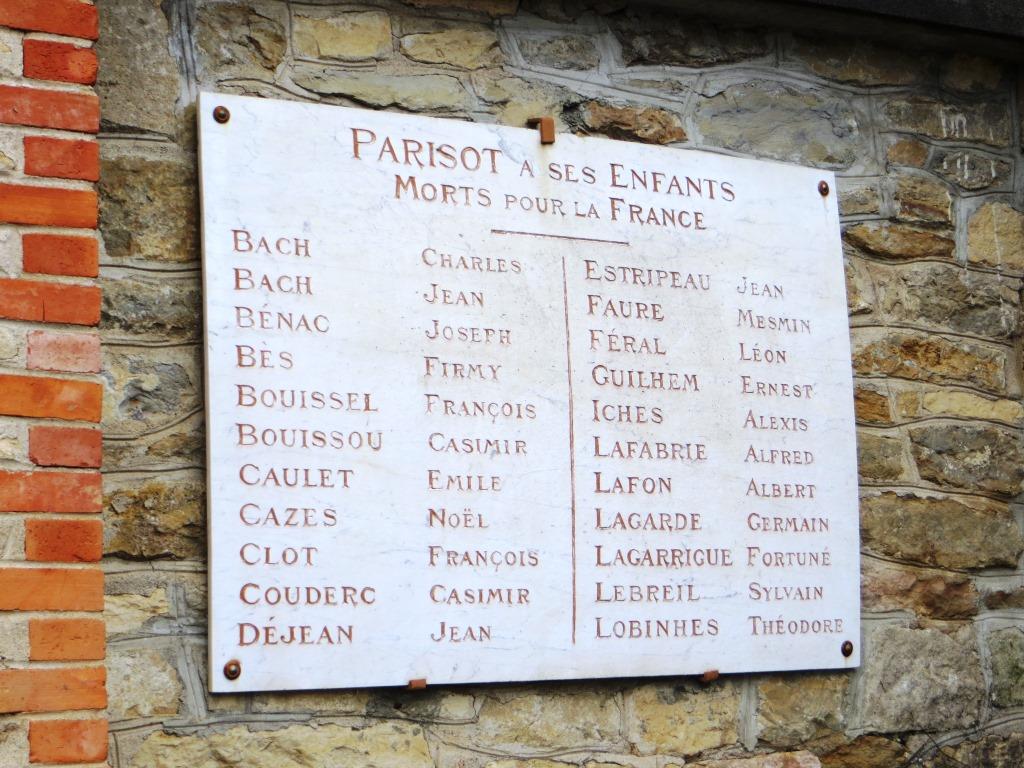 PARISOT A SES ENFANTS
MORTS POUR LA FRANCE
BACH CHARLES
BACH JEAN
BÉNAC JOSEPH
BÈS FIRMY
BOUISSEL FRANÇOIS
BOUISSOU CASIMIR
CAULET EMILE
CAZES NOËL
CLOT FRANÇOIS
COUDERC CASIMIR
DÉJEAN JEAN
ESTRIPEAU JEAN
FAURE MESMIN
FÉRAL LÉON
GUILHEM ERNEST
ICHES ALEXIS
LAFABRIE ALFRED
LAFON ALBERT
LAGARDE GERMAIN
LAGARRIGUE FORTUNÉ
LEBREIL SYLVAIN
LOBINHES THÉODORE